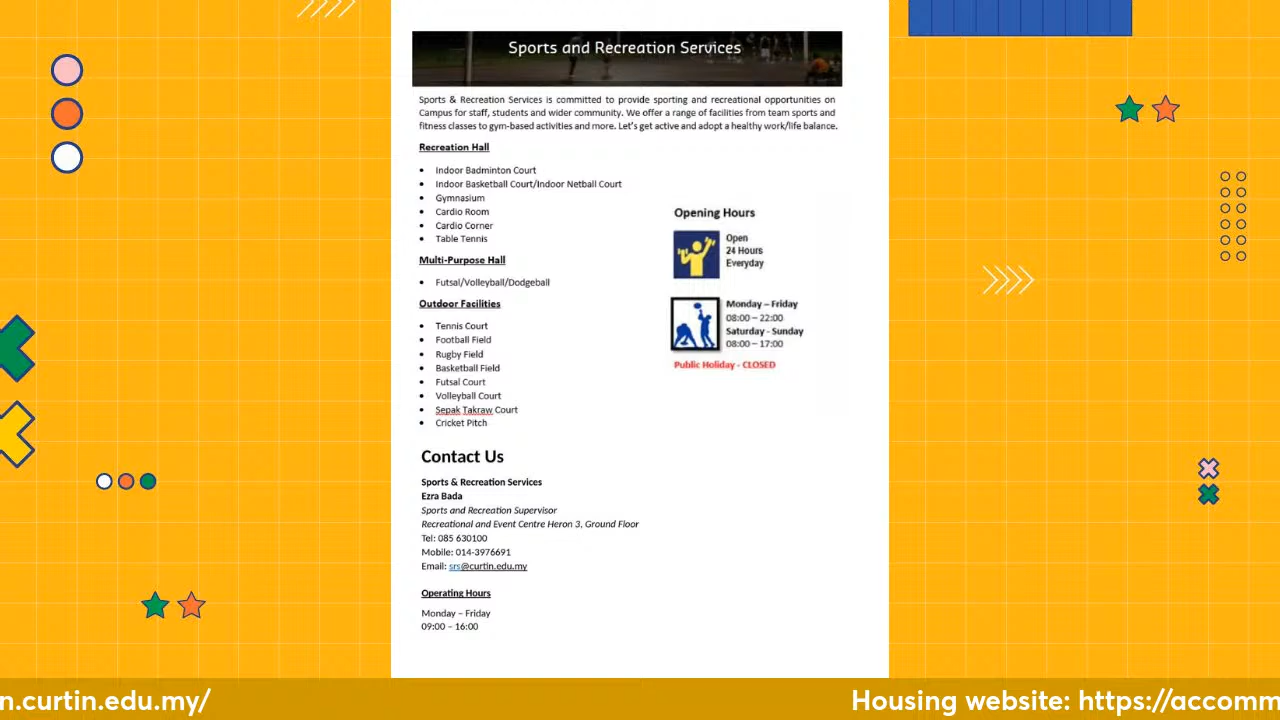 Sports and Recreation Services
Sports & Recreation Services is committed to provide sporting and recreational opportunities on
Campus for staff, students and wider community. We offer a range of facilities from team sports and
fitness classes to gym-based activities and more. Let's get active and adopt a healthy work/life balance.
Recreation Hall
• Indoor Badminton Court
• Indoor Basketball Court/Indoor Netball Court
• Gymnasium
• Cardio Room
• Cardio Corner
• Table Tennis
Multi-Purpose Hall
• Futsal/Volleyball/Dodgeball
Outdoor Facilities
• Tennis Court
• Football Field
• Rugby Field
• Basketball Field
• Futsal Court
• Volleyball Court
• Sepak Takraw Court
• Cricket Pitch
Opening Hours
Open
24 Hours
Everyday
Monday – Friday
08:00 – 22:00
Saturday - Sunday
08:00 – 17:00
Public Holiday - CLOSED
Contact Us
Sports & Recreation Services
Ezra Bada
Sports and Recreation Supervisor
Recreational and Event Centre Heron 3, Ground Floor
Tel: 085 630100
Mobile: 014-3976691
Email: srs@curtin.edu.my
Operating Hours
Monday – Friday
09:00 – 16:00
n.curtin.edu.my/
Housing website: https://accomm